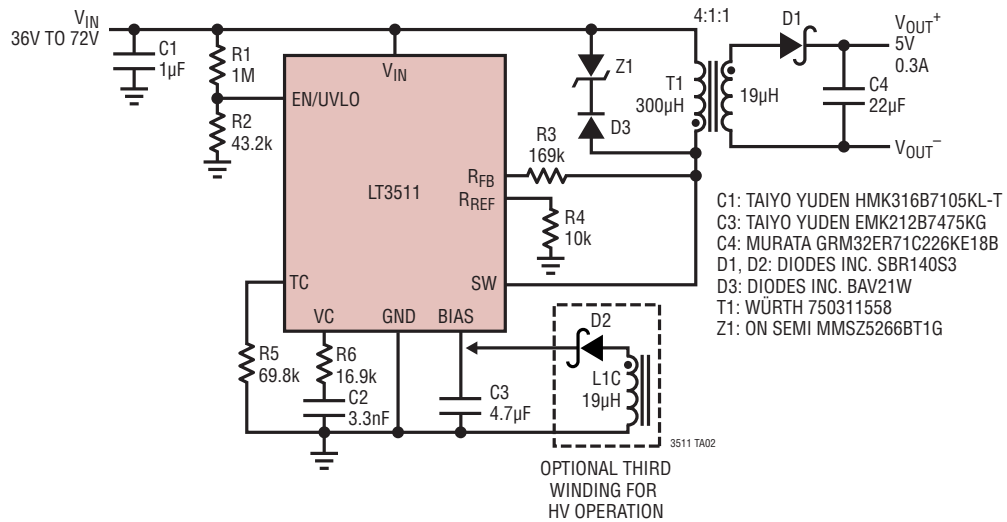 VIN
36V TO 72V
C1
1µF
R1
1M
R2
43.2k
VIN
EN/UVLO
LT3511
RFB
RREF
SW
TC
VC
GND
BIAS
Z1
D3
R3
169k
R4
10k
T1
300µH
4:1:1
19µH
D1
C4
22µF
VOUT+
5V
0.3A
VOUT–
C1: TAIYO YUDEN HMK316B7105KL-T
C3: TAIYO YUDEN EMK212B7475KG
C4: MURATA GRM32ER71C226KE18B
D1, D2: DIODES INC. SBR140S3
D3: DIODES INC. BAV21W
T1: WÜRTH 750311558
Z1: ON SEMI MMSZ5266BT1G
R5
69.8k
R6
16.9k
C2
3.3nF
C3
4.7µF
D2
L1C
19µH
3511 TA02
OPTIONAL THIRD
WINDING FOR
HV OPERATION